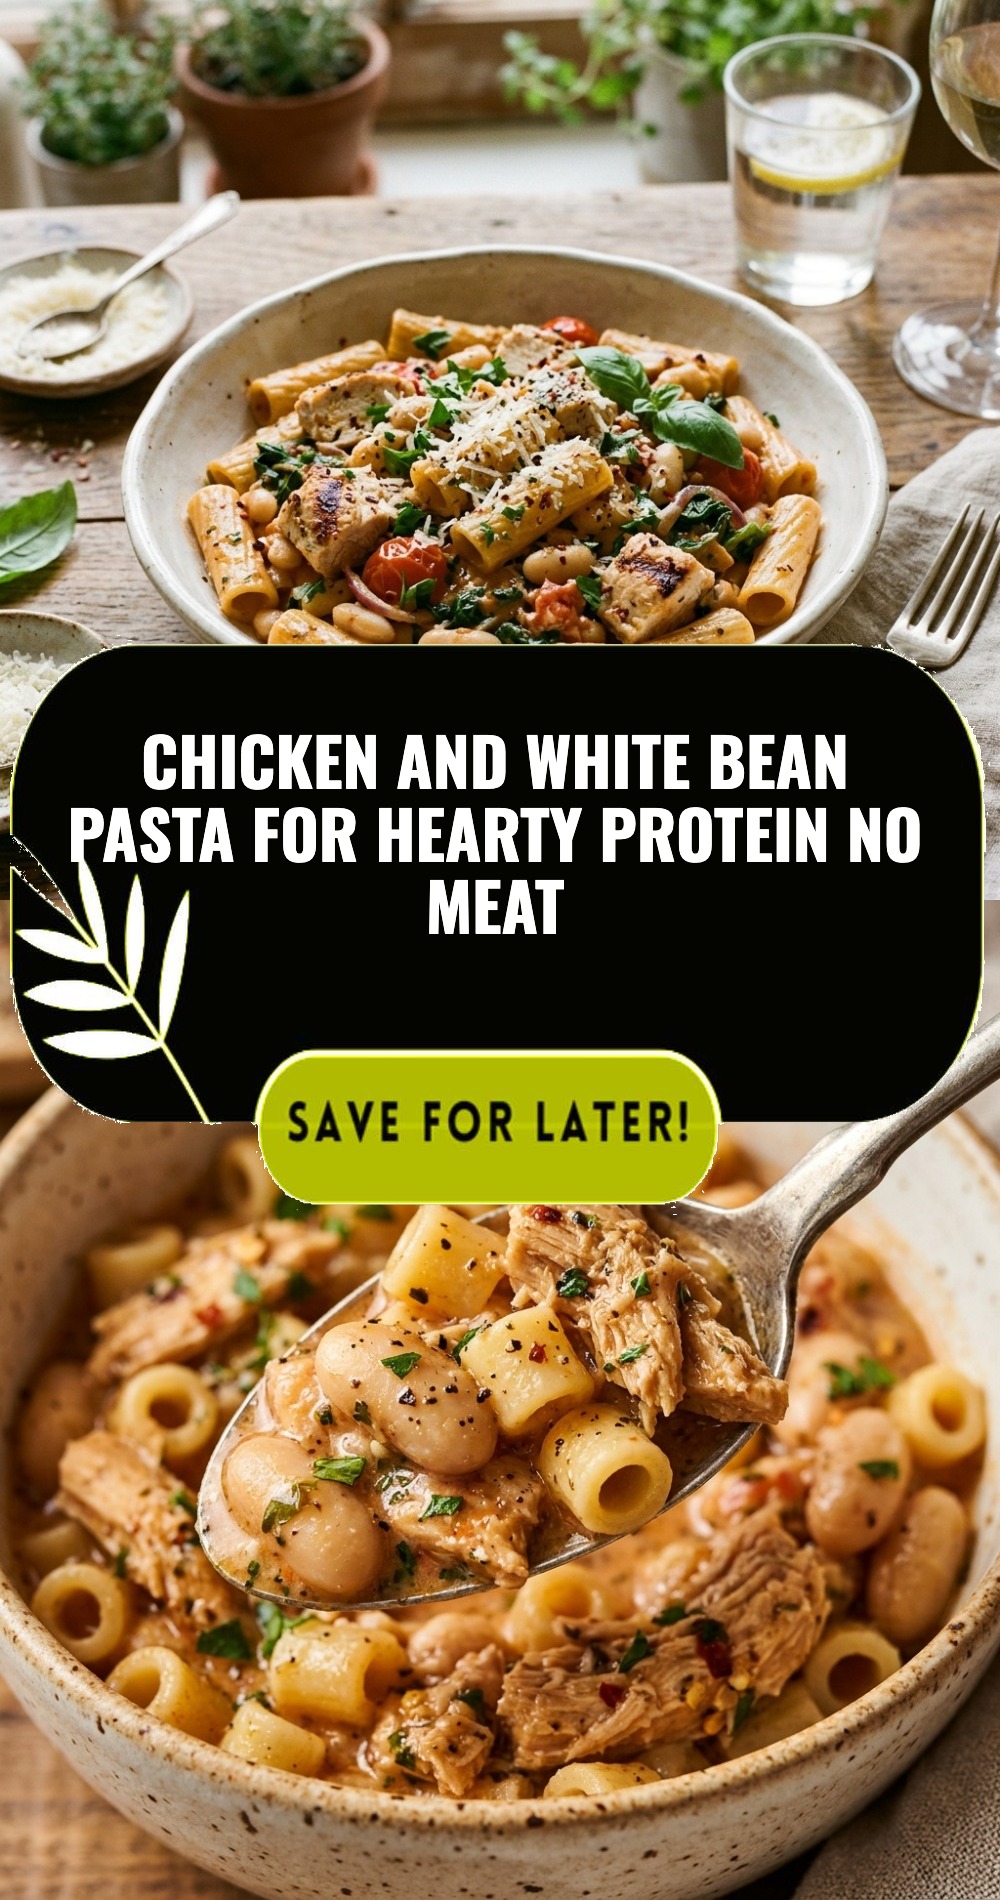 CHICKEN AND WHITE BEAN
PASTA FOR HEARTY PROTEIN NO
MEAT
SAVE FOR LATER!